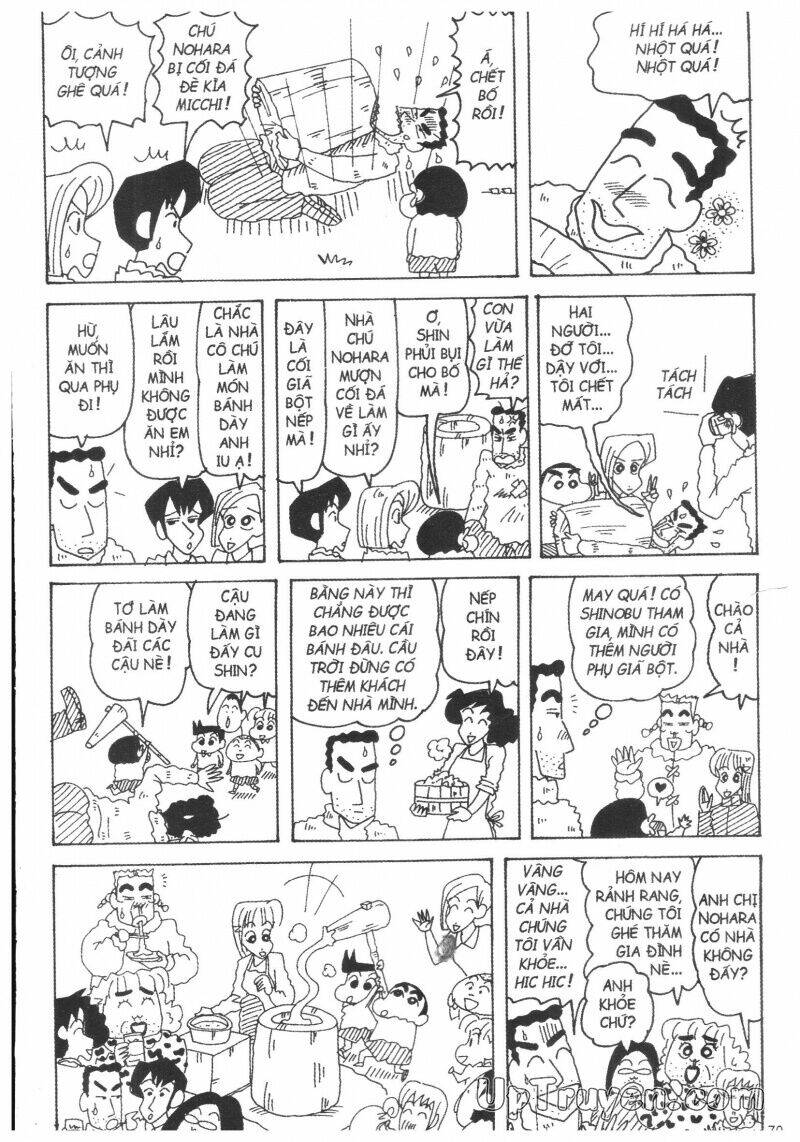 HÍ HÍ HÁ HÁ...
NHỘT QUÁ!
NHỘT QUÁ!
Á,
CHẾT
BỐ
RỒI!
CHÚ
NOHARA
BỊ CỐI ĐÁ
ĐÈ KÌA
MICCHI!
ÔI, CẢNH
TƯỢNG
GHÊ QUÁ!
TÁCH
TÁCH
HAI
NGƯỜI...
ĐỠ TÔI...
DẬY VỚI...
TÔI CHẾT
MẤT...
CON
VỪA
LÀM
GÌ THẾ
HẢ?
Ơ,
SHIN
PHỦI BỤI
CHO BỐ
MÀ!
NHÀ
CHÚ
NOHARA
MƯỢN
CỐI ĐÁ
VỀ LÀM
GÌ ẤY
NHỈ?
ĐÂY
LÀ
CỐI
GIÃ
BỘT
NẾP
MÀ!
CHẮC
LÀ NHÀ
CÔ CHÚ
LÀM
MÓN
BÁNH
DÀY
ANH
IU Ạ!
LÂU
LẮM
RỒI
MÌNH
KHÔNG
ĐƯỢC
ĂN EM
NHỈ?
HỪ,
MUỐN
ĂN THÌ
QUA PHỤ
ĐI!
CHÀO
CẢ
NHÀ!
MAY QUÁ! CÓ
SHINOBU THAM
GIA, MÌNH CÓ
THÊM NGƯỜI
PHỤ GIÃ BỘT.
NẾP
CHÍN
RỒI
ĐÂY!
BẰNG NÀY THÌ
CHẲNG ĐƯỢC
BAO NHIÊU CÁI
BÁNH ĐÂU. CẦU
TRỜI ĐỪNG CÓ
THÊM KHÁCH
ĐẾN NHÀ MÌNH.
CẬU
ĐANG
LÀM GÌ
ĐẤY CU
SHIN?
TỚ LÀM
BÁNH DÀY
ĐÃI CÁC
CẬU NÈ!
ANH CHỊ
NOHARA
CÓ NHÀ
KHÔNG
ĐẤY?
HÔM NAY
RẢNH RANG,
CHÚNG TÔI
GHÉ THĂM
GIA ĐÌNH
NÈ...
ANH
KHỎE
CHỨ?
VÂNG
VÂNG...
CẢ NHÀ
CHÚNG
TÔI VẪN
KHỎE...
HIC HIC!
UpTruyen.com